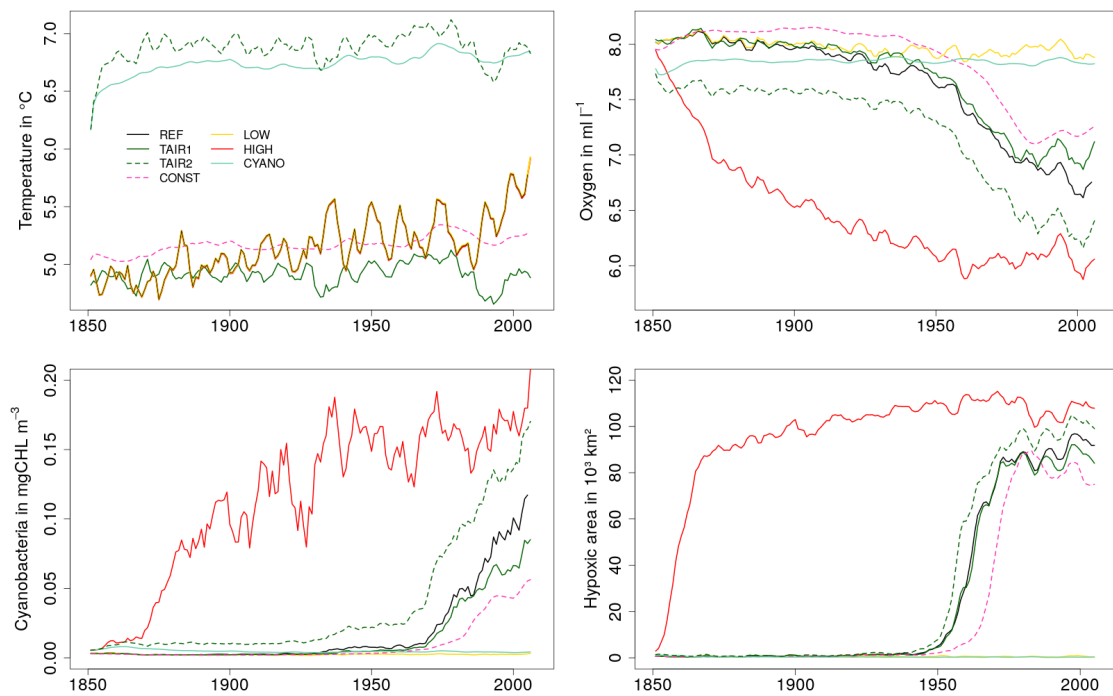 Temperature in °C
7.0
6.5
6.0
5.5
5.0
1850 1900 1950 2000
REF LOW
TAIR1 HIGH
TAIR2 CYANO
CONST
Oxygen in ml l⁻¹
8.0
7.5
7.0
6.5
6.0
1850 1900 1950 2000
Cyanobacteria in mgCHL m⁻³
0.20
0.15
0.10
0.05
0.00
1850 1900 1950 2000
Hypoxic area in 10³ km²
120
100
80
60
40
20
0
1850 1900 1950 2000